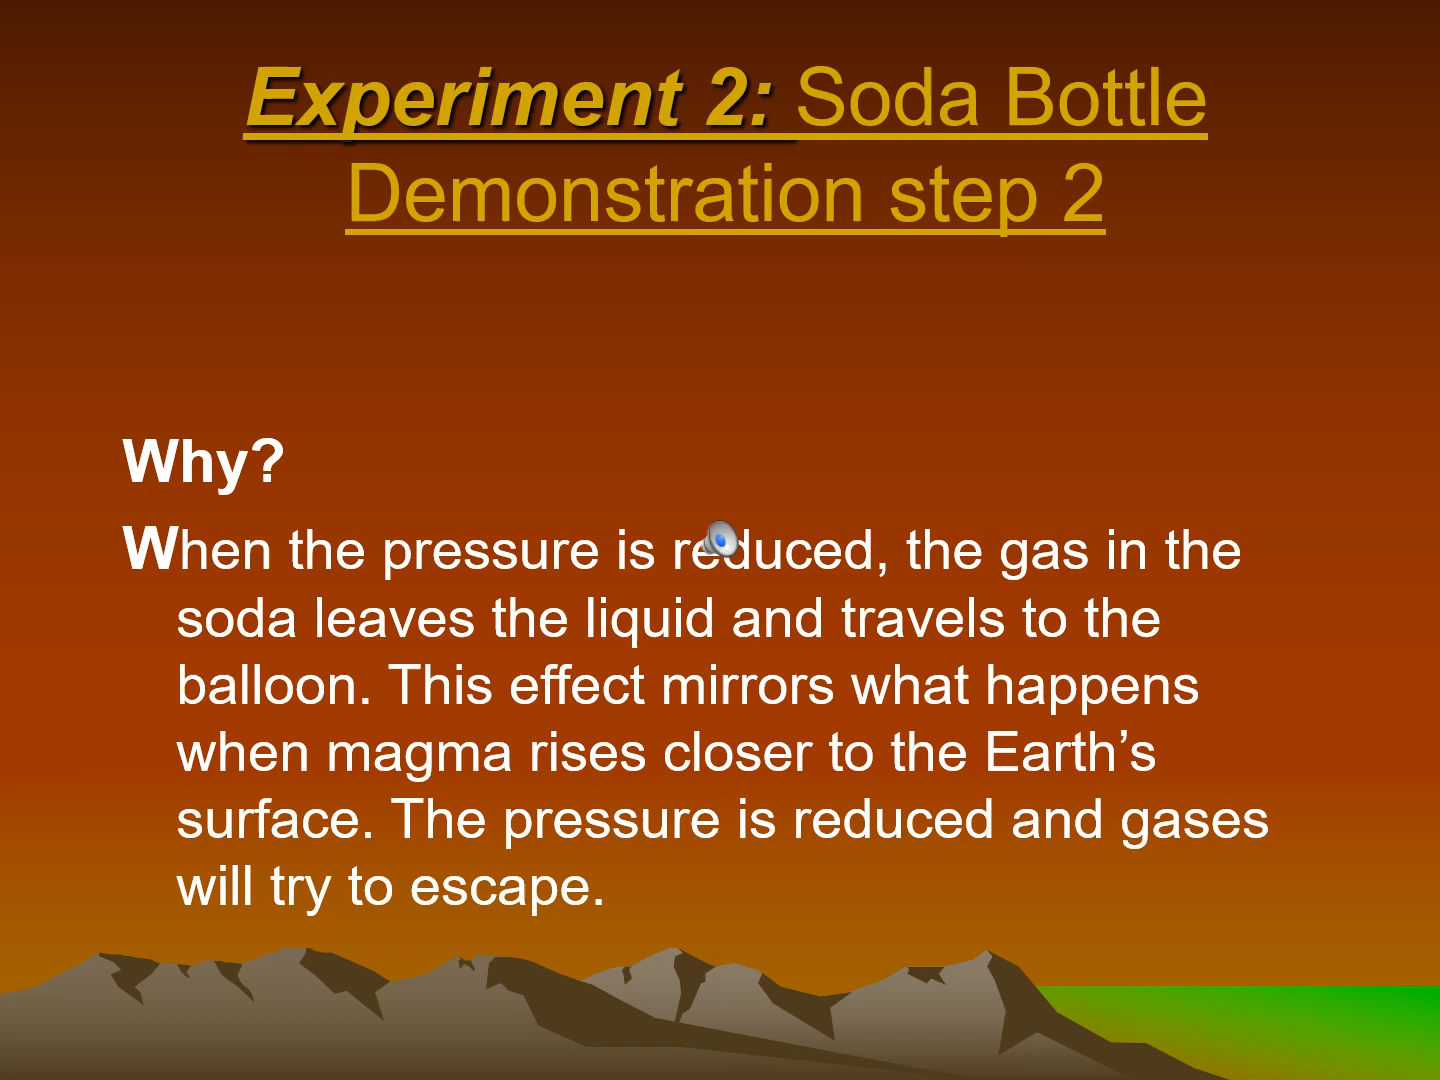 Experiment 2: Soda Bottle
Demonstration step 2
Why?
When the pressure is reduced, the gas in the
soda leaves the liquid and travels to the
balloon. This effect mirrors what happens
when magma rises closer to the Earth’s
surface. The pressure is reduced and gases
will try to escape.